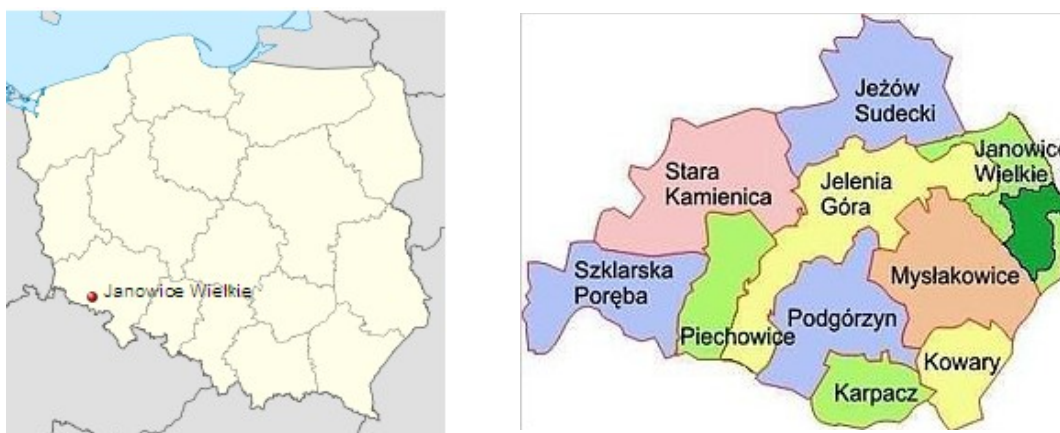 Janowice Wielkie
Jeżów
Sudecki
Janowice
Wielkie
Stara
Kamienica
Jelenia
Góra
Mysłakowice
Szklarska
Poręba
Piechowice
Podgórzyn
Kowary
Karpacz